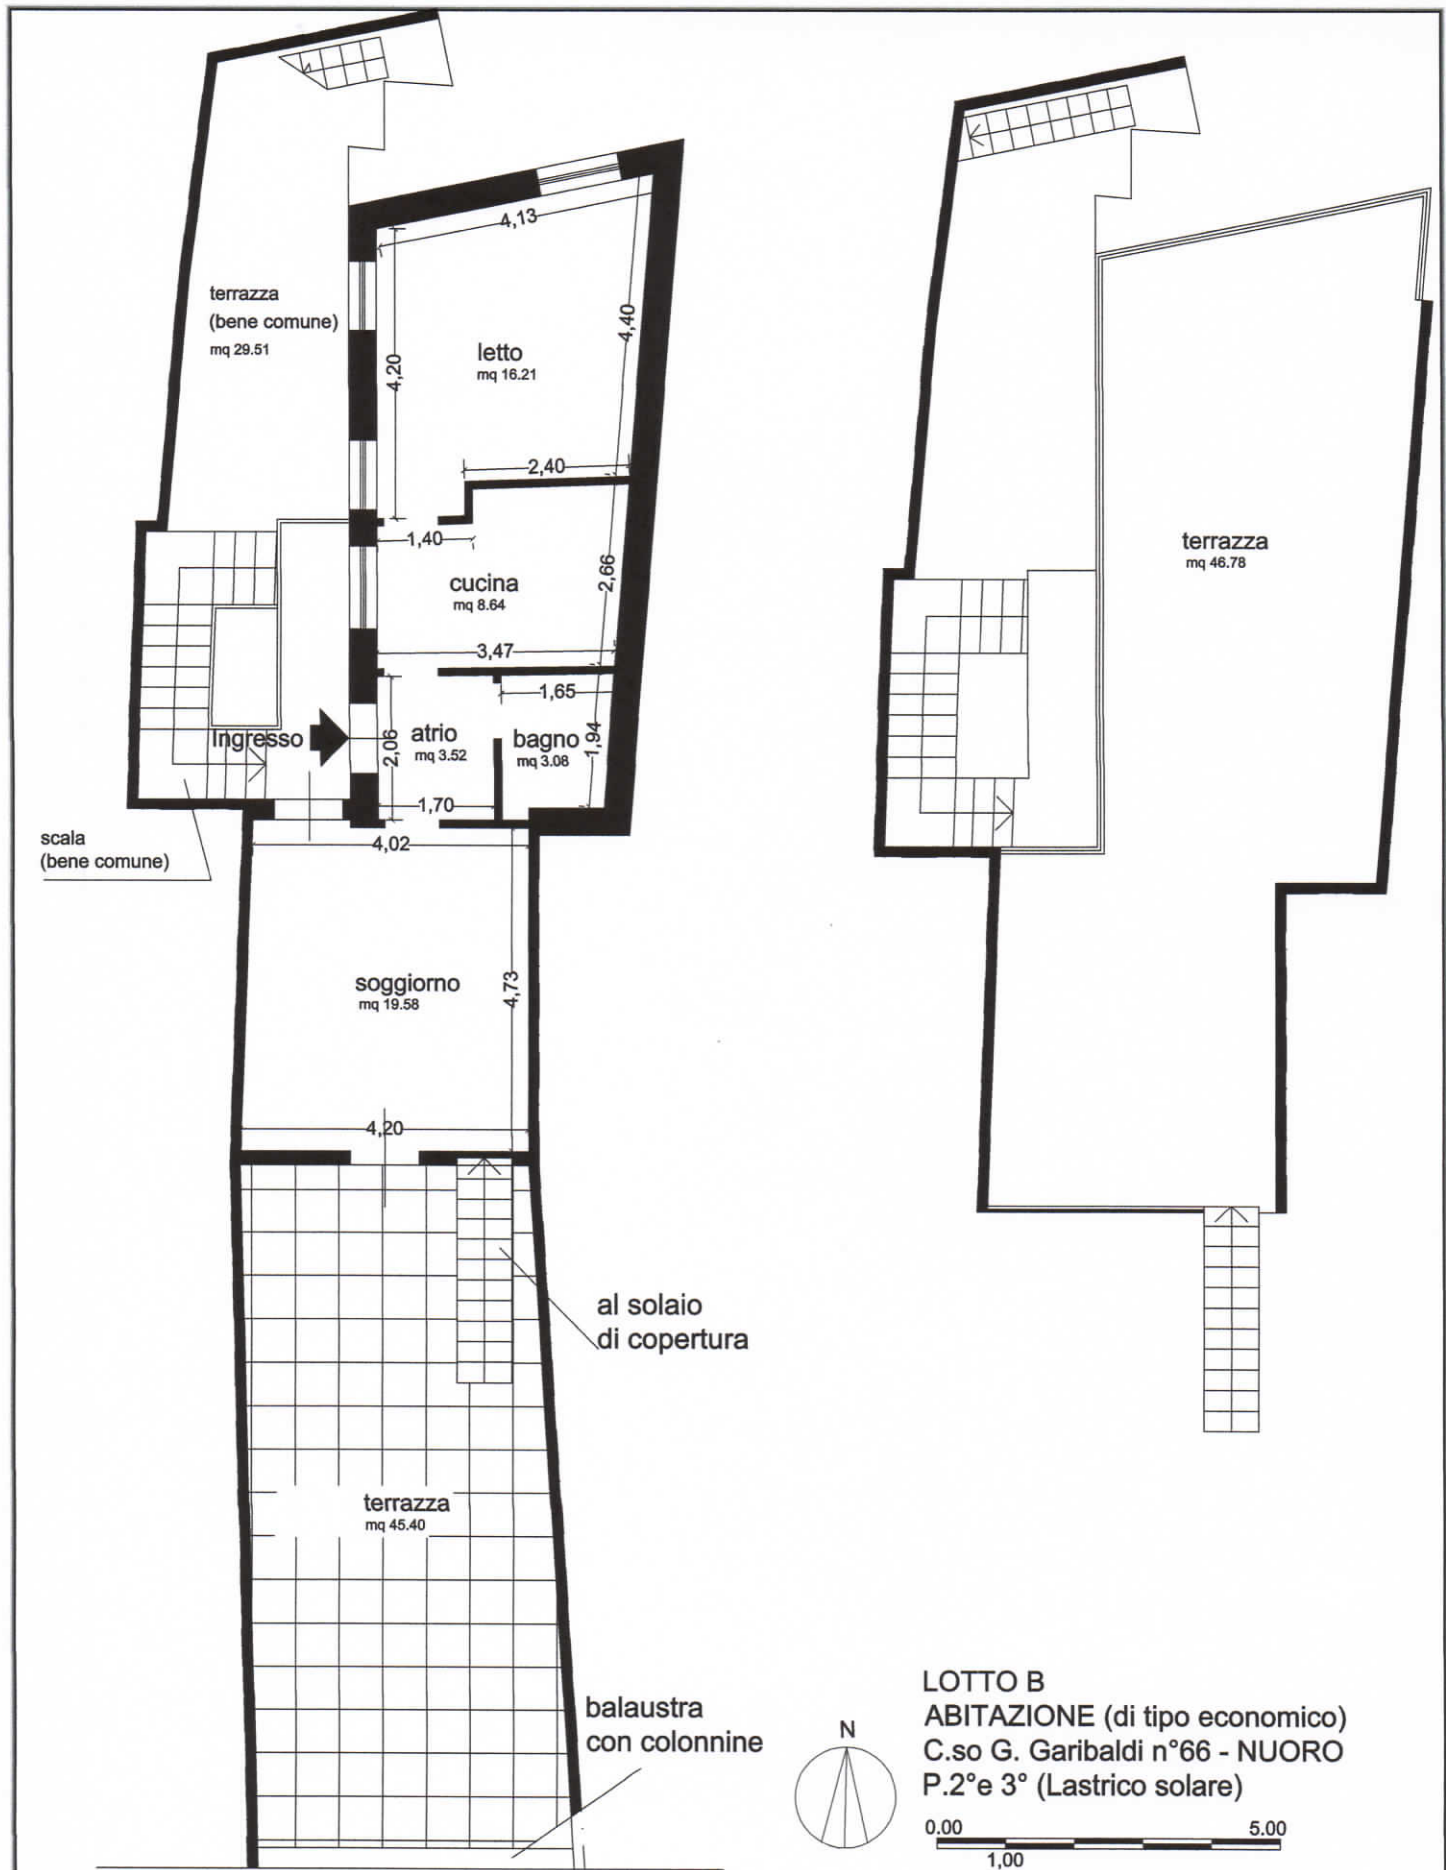 terrazza
(bene comune)
mq 29.51
4,13
4,40
4,20
letto
mq 16.21
2,40
1,40
cucina
mq 8.64
2,66
3,47
1,65
Ingresso
2,06
atrio
mq 3.52
bagno
mq 3.08
1,94
1,70
scala
(bene comune)
4,02
soggiorno
mq 19.58
4,73
4,20
al solaio
di copertura
terrazza
mq 45.40
balaustra
con colonnine
terrazza
mq 46.78
N
LOTTO B
ABITAZIONE (di tipo economico)
C.so G. Garibaldi n°66 - NUORO
P.2°e 3° (Lastrico solare)
0.00 5.00
1,00